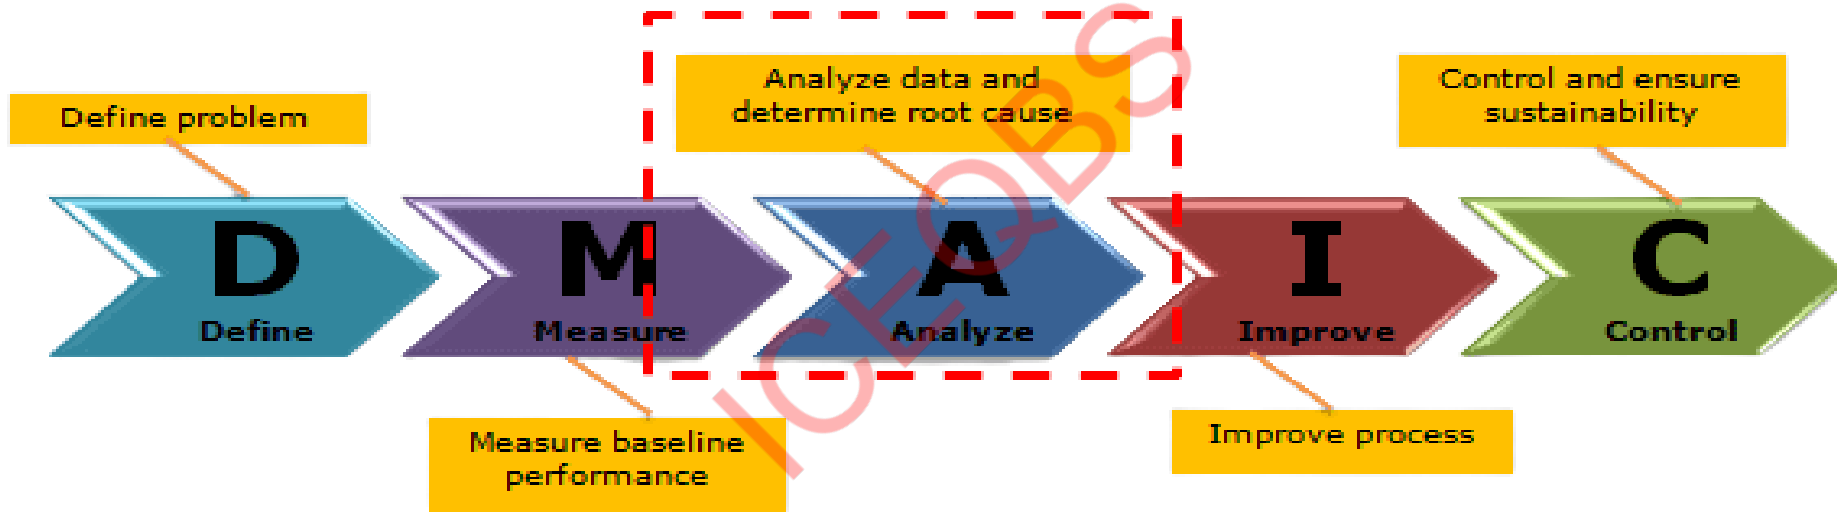 Define problem
Analyze data and
determine root cause
Control and ensure
sustainability
D
Define
M
Measure
A
Analyze
I
Improve
C
Control
Measure baseline
performance
Improve process
ICEQBS